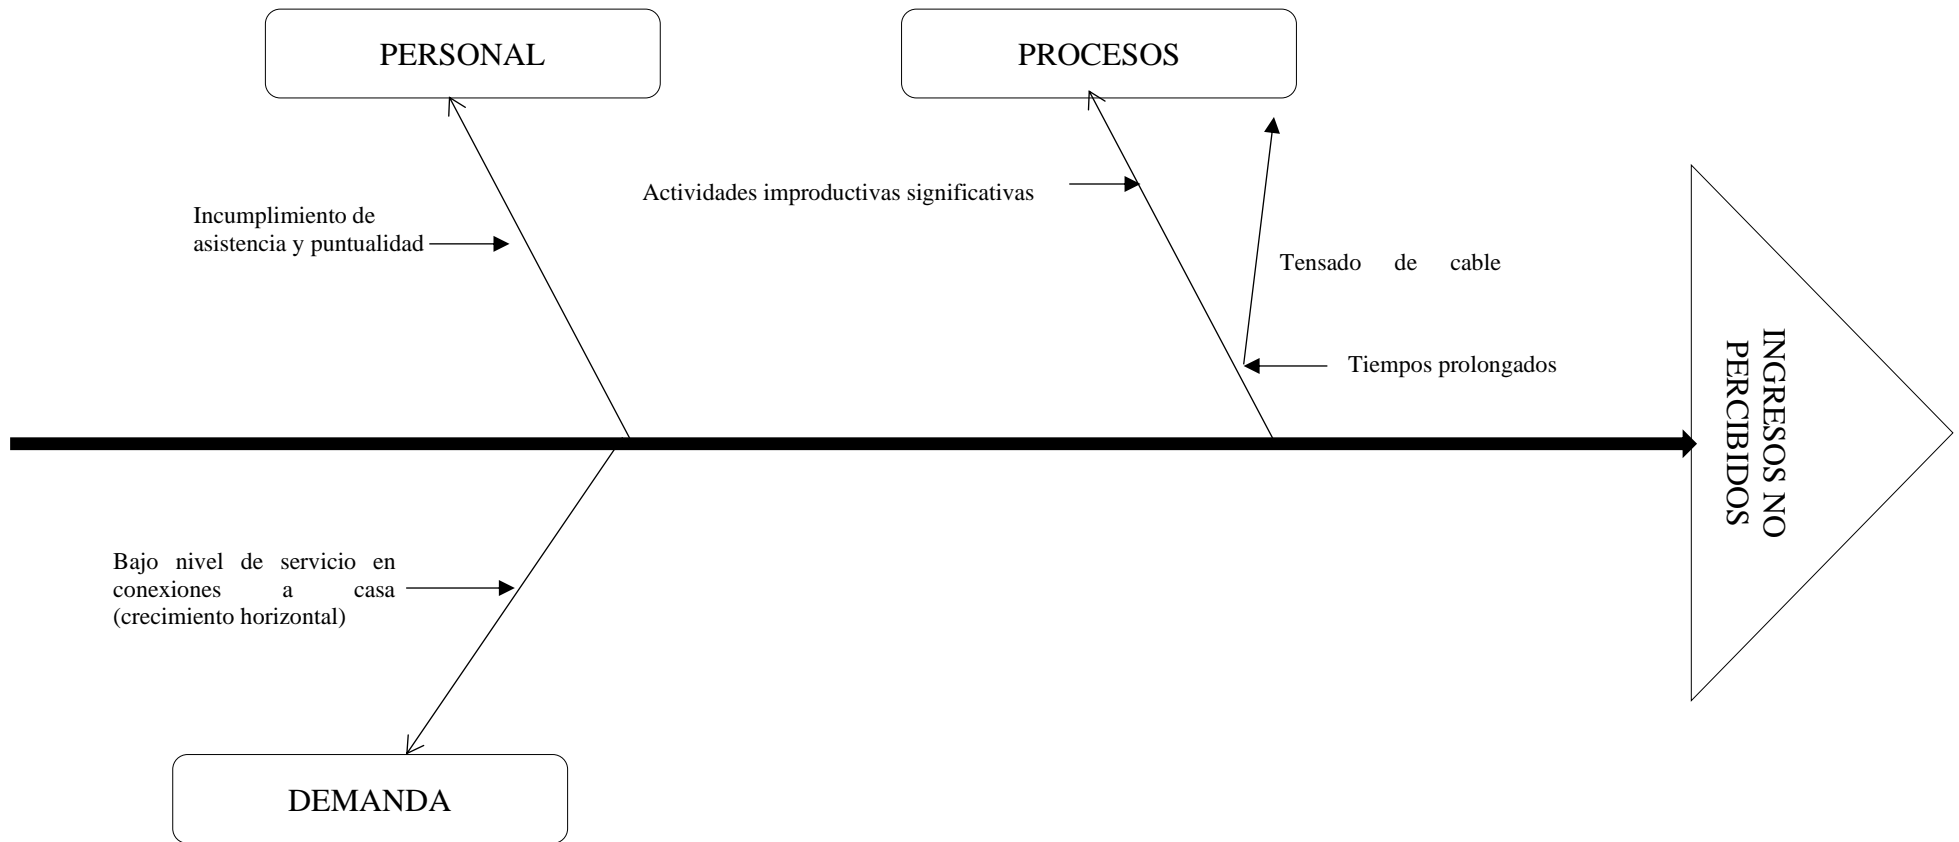 PERSONAL
PROCESOS
Actividades improductivas significativas
Incumplimiento de
asistencia y puntualidad
Tensado de cable
Tiempos prolongados
INGRESOS NO
PERCIBIDOS
Bajo nivel de servicio en
conexiones a casa
(crecimiento horizontal)
DEMANDA